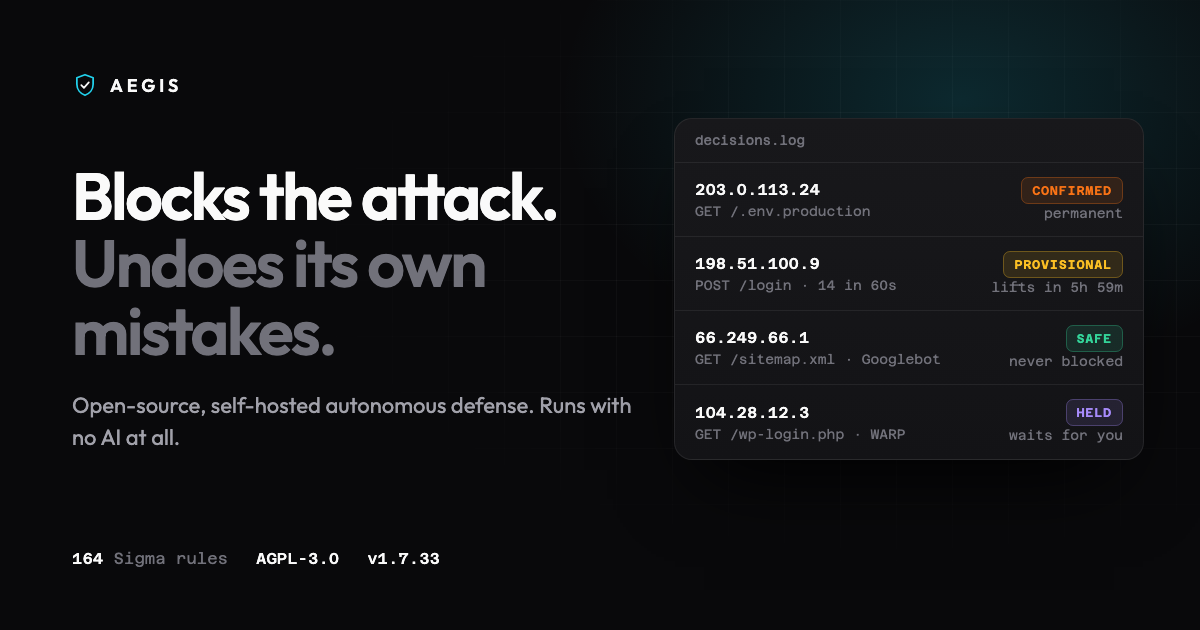 AEGIS
Blocks the attack.
Undoes its own
mistakes.
Open-source, self-hosted autonomous defense. Runs with
no AI at all.
164 Sigma rules AGPL-3.0 v1.7.33
decisions.log
203.0.113.24 CONFIRMED
GET /.env.production permanent
198.51.100.9 PROVISIONAL
POST /login · 14 in 60s lifts in 5h 59m
66.249.66.1 SAFE
GET /sitemap.xml · Googlebot never blocked
104.28.12.3 HELD
GET /wp-login.php · WARP waits for you